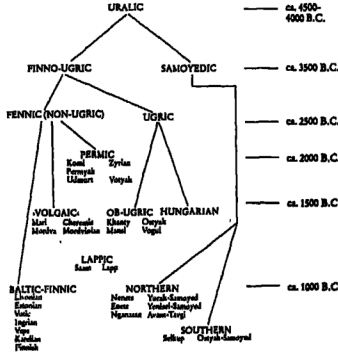 URALIC
ca. 4500-
4000 B.C.
FINNO-UGRIC SAMOYEDIC ca. 3500 B.C.
FENNIC (NON-UGRIC) UGRIC ca. 2500 B.C.
PERMIC ca. 2000 B.C.
Komi Zyrian
Permyak
Udmurt Votyak
‹VOLGAIC› OB-UGRIC HUNGARIAN ca. 1500 B.C.
Mari Cheremis Khanty Ostyak
Mordva Mordvinian Mansi Vogul
LAPPIC
Saam Lapp
BALTIC-FINNIC NORTHERN ca. 1000 B.C.
Livonian Nenets Yurak-Samoyed
Estonian Enets Yenisei-Samoyed
Votic Nganasan Avam-Tavgi
Ingrian
Veps SOUTHERN
Karelian Selkup Ostyak-Samoyed
Finnish